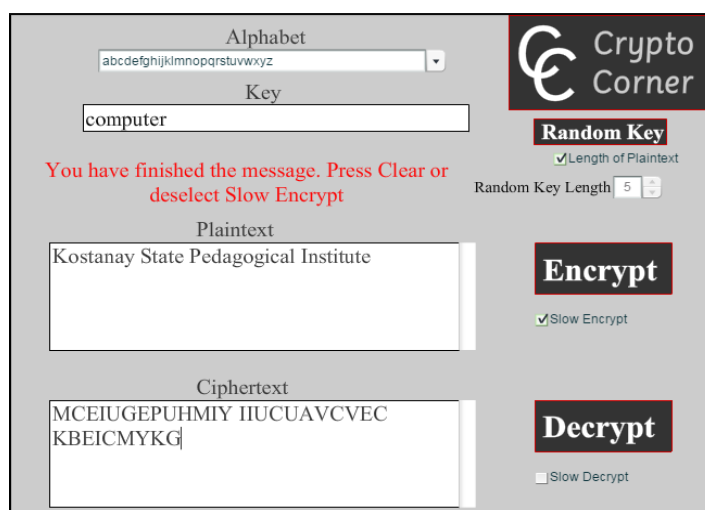 Alphabet
abcdefghijklmnopqrstuvwxyz
Key
computer
CC Crypto
Corner
Random Key
Length of Plaintext
Random Key Length 5
You have finished the message. Press Clear or
deselect Slow Encrypt
Plaintext
Kostanay State Pedagogical Institute
Encrypt
Slow Encrypt
Ciphertext
MCEIUGEPUHMIY IIUCUAVCVEC
KBEICMYKG
Decrypt
Slow Decrypt